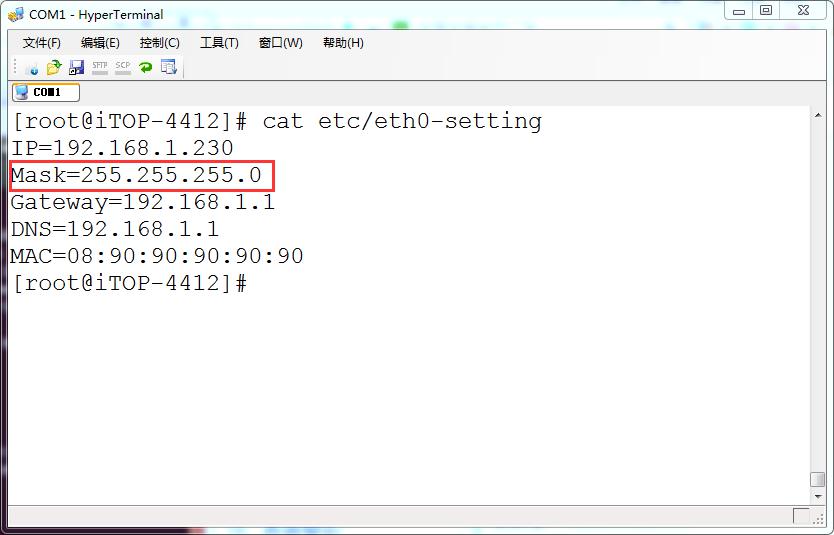 COM1 - HyperTerminal
文件(F) 编辑(E) 控制(C) 工具(T) 窗口(W) 帮助(H)
SFTP SCP
COM1
[root@iTOP-4412]# cat etc/eth0-setting
IP=192.168.1.230
Mask=255.255.255.0
Gateway=192.168.1.1
DNS=192.168.1.1
MAC=08:90:90:90:90:90
[root@iTOP-4412]#